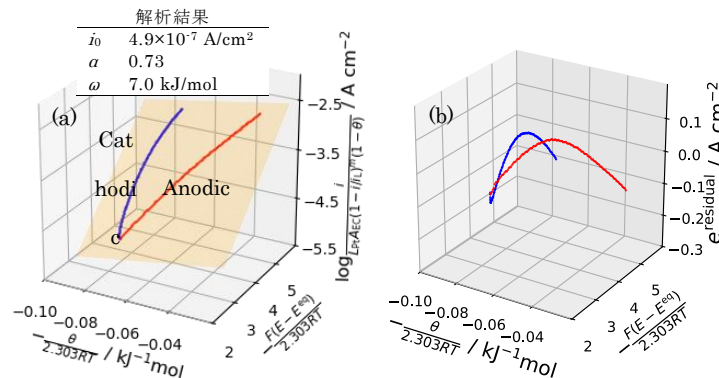 解析結果
i₀ 4.9×10⁻⁷ A/cm²
α 0.73
ω 7.0 kJ/mol
(a)
Cat
hodi
c
Anodic
−2.5
−3.5
−4.5
−5.5
log i / L_Pt A_EC (1 − i/i_L)^m (1 − θ) / A cm⁻²
−0.10
−0.08
−0.06
−0.04
− θ / 2.303RT / kJ⁻¹mol
2
3
4
5
− F(E − E^eq) / 2.303RT
(b)
0.1
0.0
−0.1
−0.2
−0.3
e^residual / A cm⁻²
−0.10
−0.08
−0.06
−0.04
− θ / 2.303RT / kJ⁻¹mol
2
3
4
5
− F(E − E^eq) / 2.303RT